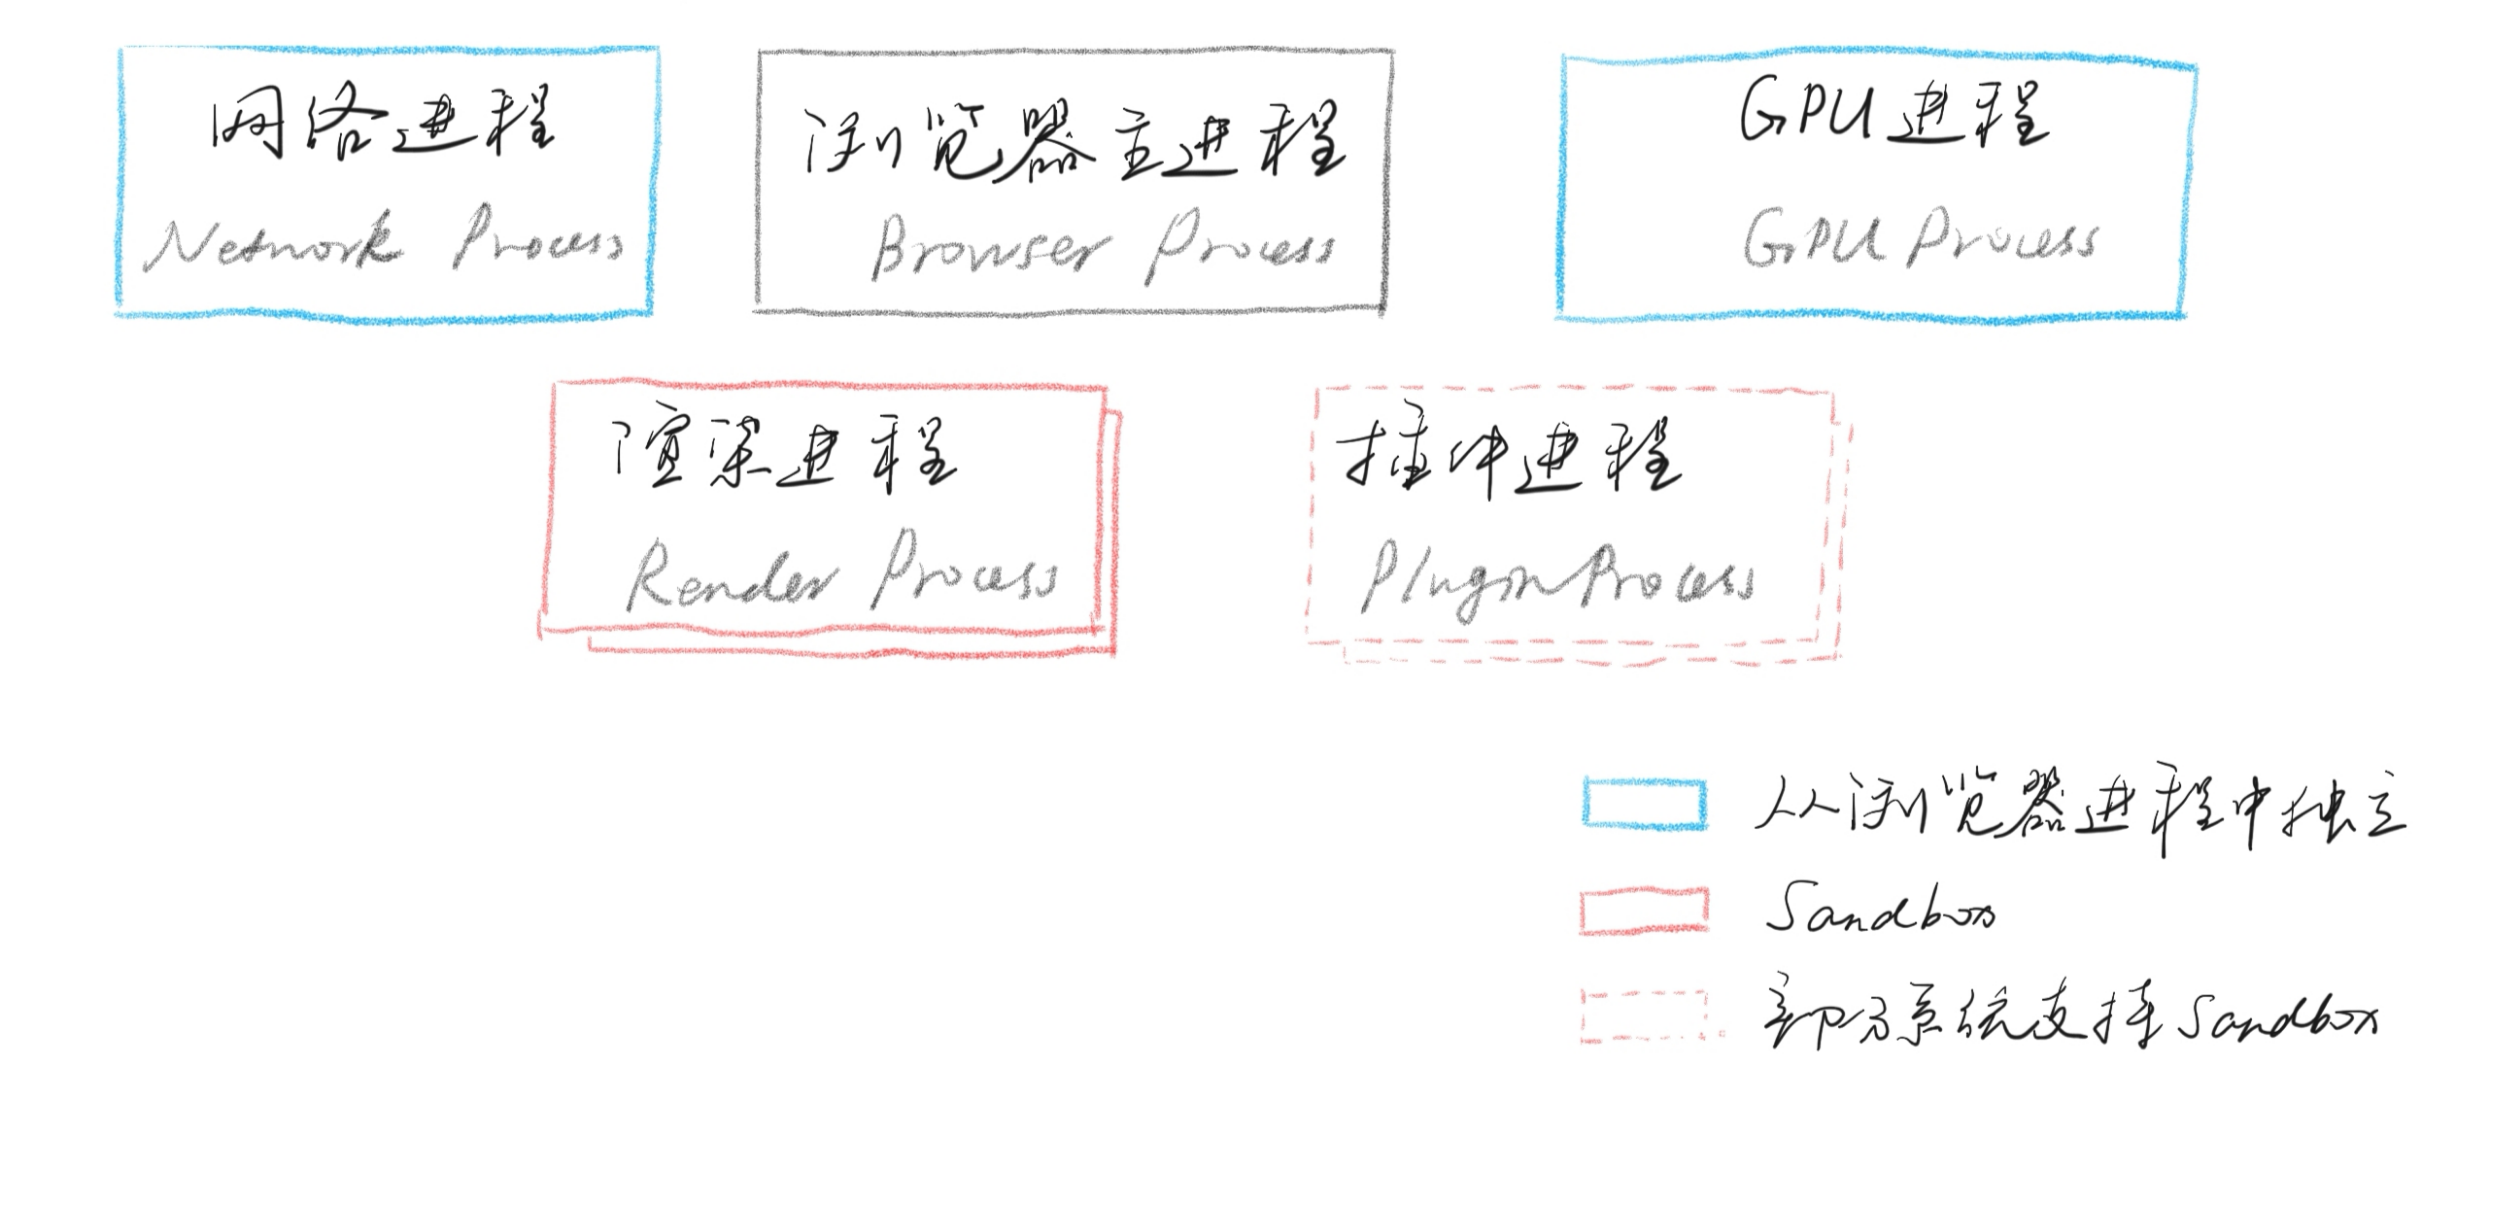 网络进程
Network Process
浏览器主进程
Browser Process
GPU进程
GPU Process
渲染进程
Render Process
插件进程
Plugin Process
从浏览器进程中独立
Sandbox
部分系统支持Sandbox